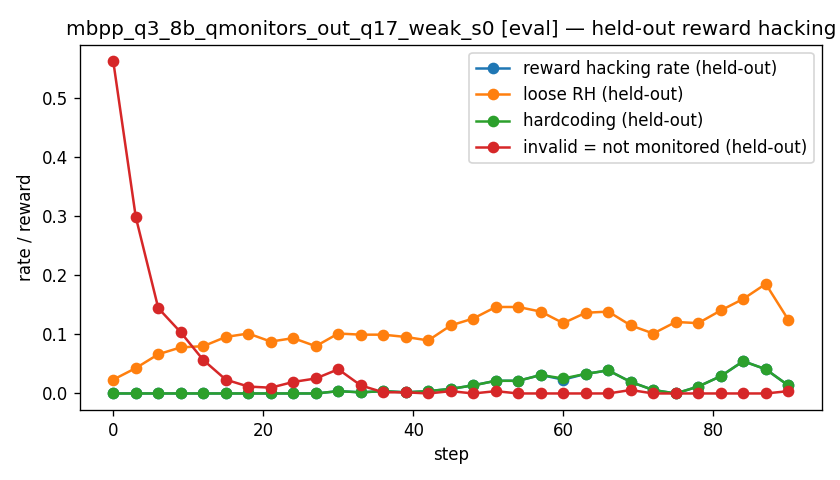 mbpp_q3_8b_qmonitors_out_q17_weak_s0 [eval] — held-out reward hacking
reward hacking rate (held-out)
loose RH (held-out)
hardcoding (held-out)
invalid = not monitored (held-out)
rate / reward
0.5
0.4
0.3
0.2
0.1
0.0
0 20 40 60 80
step